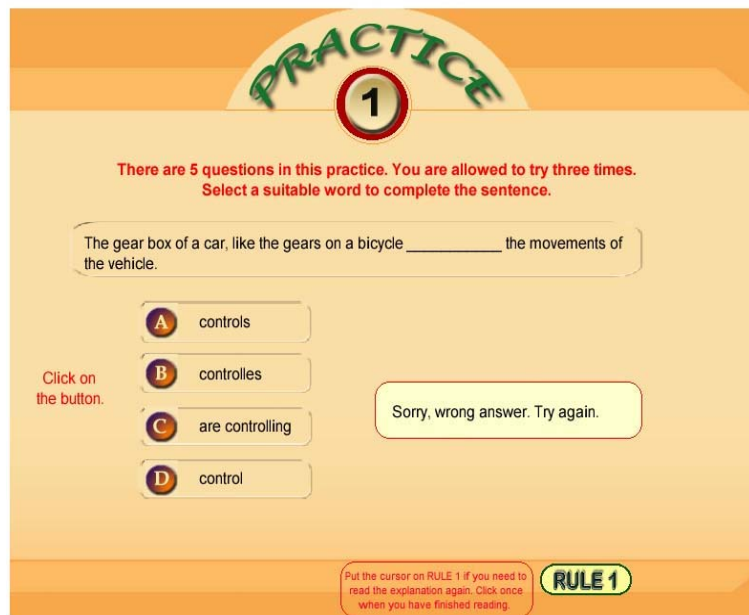 PRACTICE
1
There are 5 questions in this practice. You are allowed to try three times.
Select a suitable word to complete the sentence.
The gear box of a car, like the gears on a bicycle ____________ the movements of
the vehicle.
A controls
B controlles
C are controlling
D control
Click on
the button.
Sorry, wrong answer. Try again.
Put the cursor on RULE 1 if you need to
read the explanation again. Click once
when you have finished reading.
RULE 1